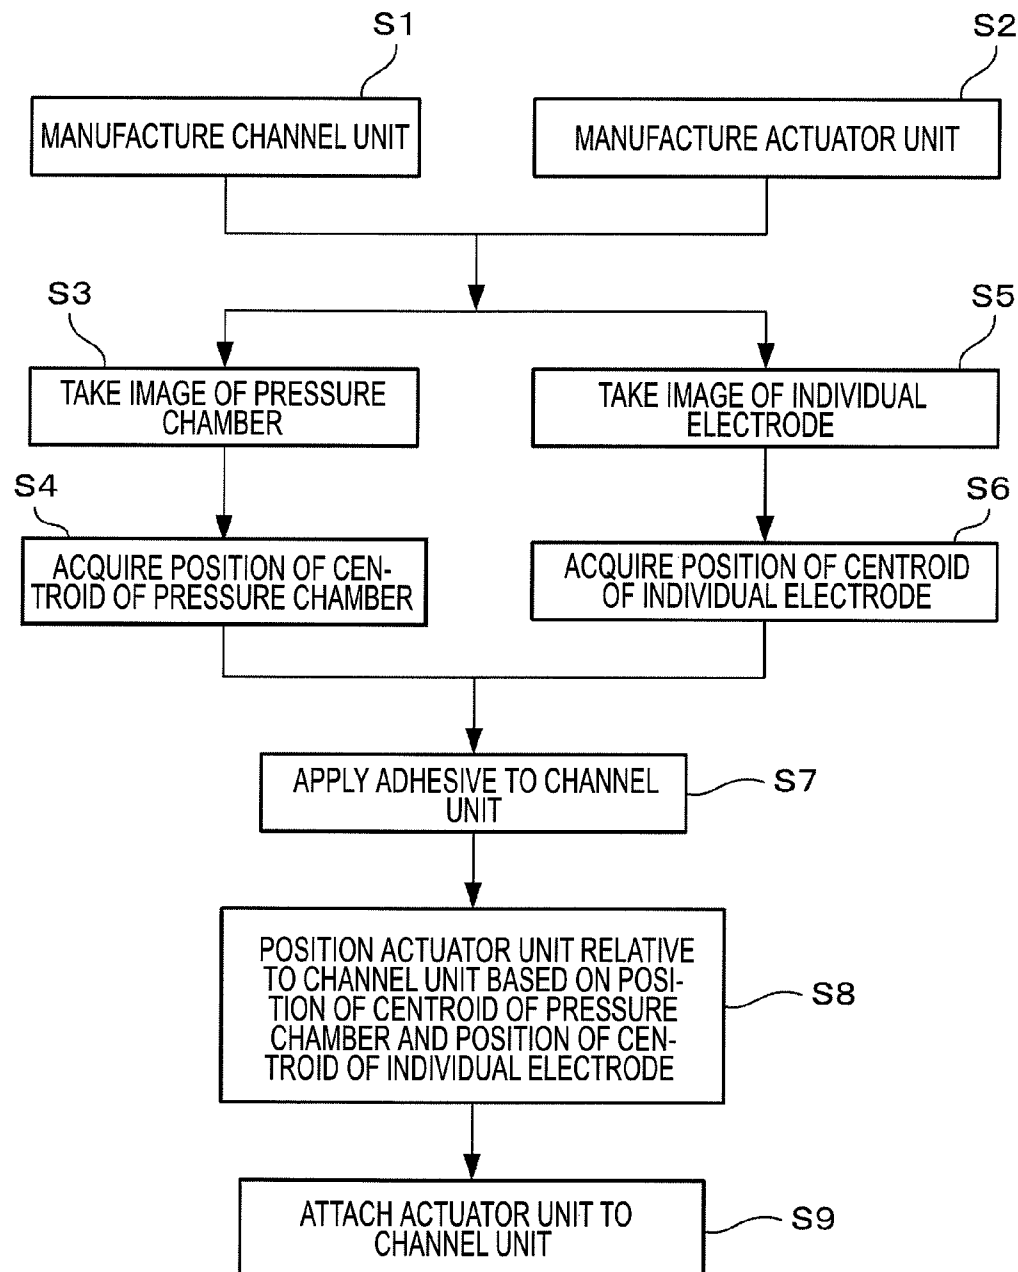 S1
S2
MANUFACTURE CHANNEL UNIT
MANUFACTURE ACTUATOR UNIT
S3
S5
TAKE IMAGE OF PRESSURE
CHAMBER
TAKE IMAGE OF INDIVIDUAL
ELECTRODE
S4
S6
ACQUIRE POSITION OF CEN-
TROID OF PRESSURE CHAMBER
ACQUIRE POSITION OF CENTROID
OF INDIVIDUAL ELECTRODE
APPLY ADHESIVE TO CHANNEL
UNIT
S7
POSITION ACTUATOR UNIT RELATIVE
TO CHANNEL UNIT BASED ON POSI-
TION OF CENTROID OF PRESSURE
CHAMBER AND POSITION OF CEN-
TROID OF INDIVIDUAL ELECTRODE
S8
ATTACH ACTUATOR UNIT TO
CHANNEL UNIT
S9